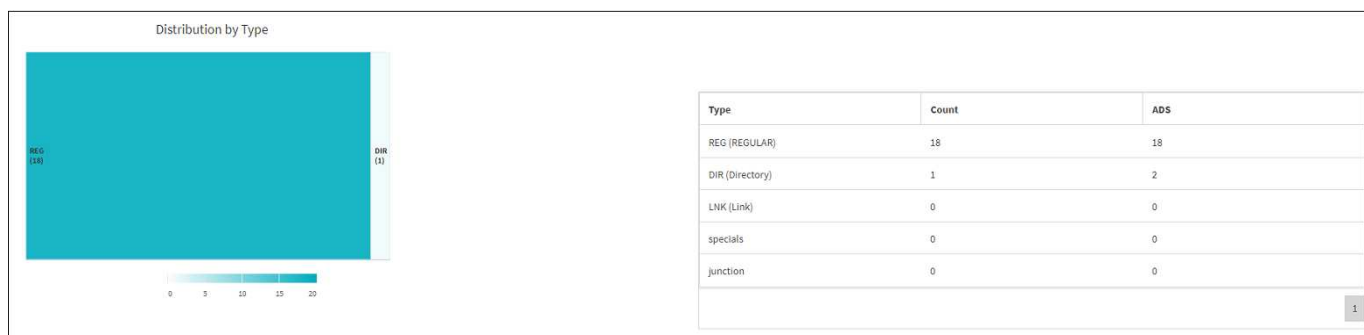 Distribution by Type
REG
(18)
DIR
(1)
0 5 10 15 20
Type Count ADS
REG (REGULAR) 18 18
DIR (Directory) 1 2
LNK (Link) 0 0
specials 0 0
junction 0 0
1